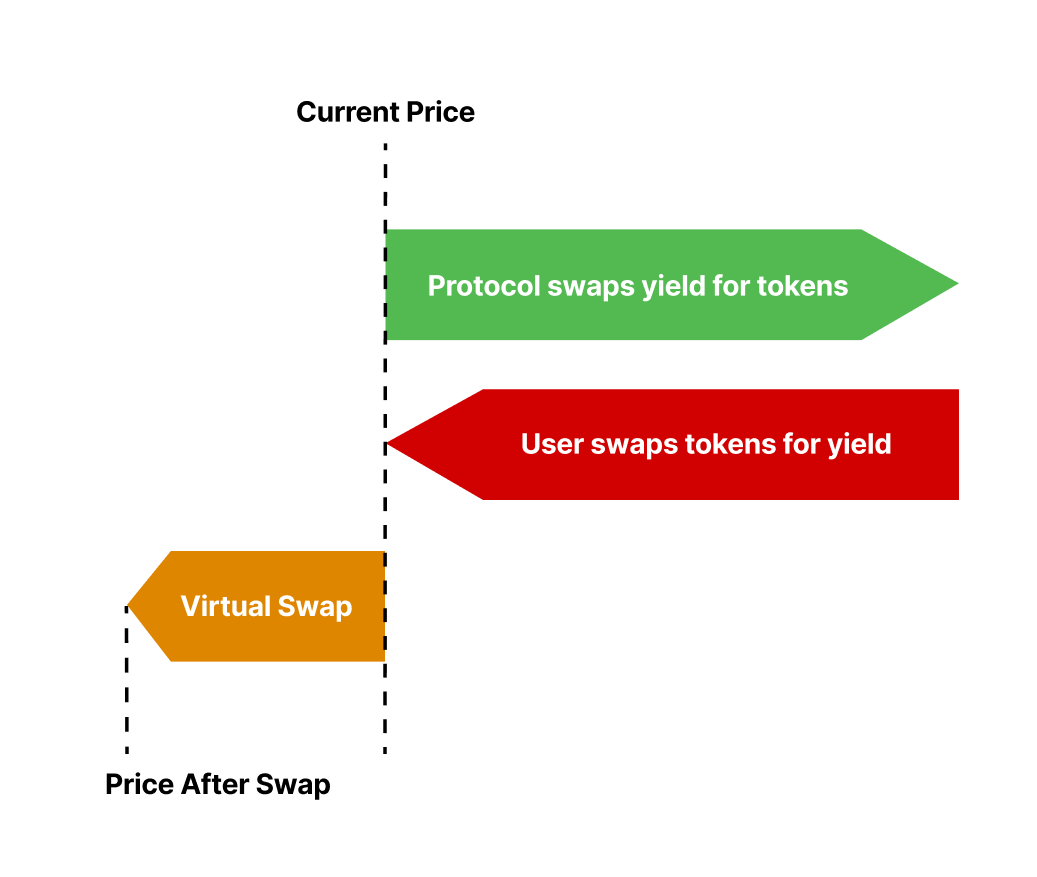 Current Price
Protocol swaps yield for tokens
User swaps tokens for yield
Virtual Swap
Price After Swap